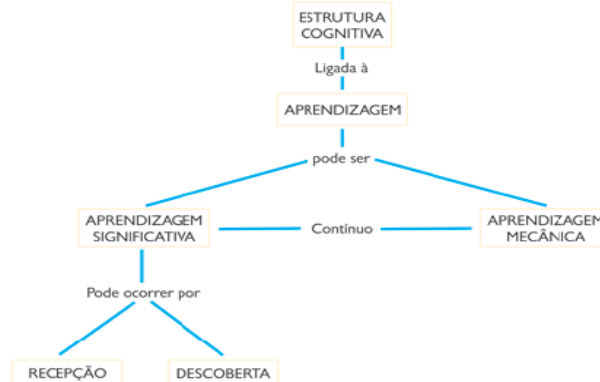 ESTRUTURA
COGNITIVA
Ligada à
APRENDIZAGEM
pode ser
APRENDIZAGEM
SIGNIFICATIVA
Contínuo
APRENDIZAGEM
MECÂNICA
Pode ocorrer por
RECEPÇÃO
DESCOBERTA